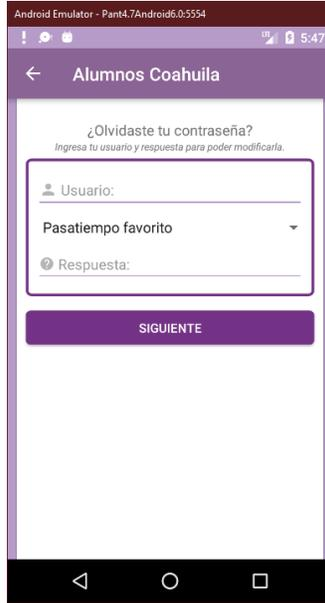 Android Emulator - Pant4.7Android6.0:5554
LTE 5:47
Alumnos Coahuila
¿Olvidaste tu contraseña?
Ingresa tu usuario y respuesta para poder modificarla.
Usuario:
Pasatiempo favorito
Respuesta:
SIGUIENTE